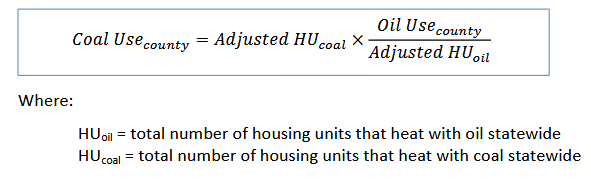 Coal Use_county = Adjusted HU_coal × Oil Use_county / Adjusted HU_oil
Where:
HU_oil = total number of housing units that heat with oil statewide
HU_coal = total number of housing units that heat with coal statewide